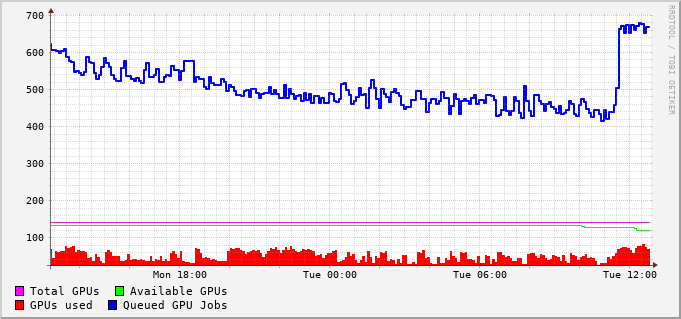 700
600
500
400
300
200
100
Mon 18:00 Tue 00:00 Tue 06:00 Tue 12:00
Total GPUs Available GPUs
GPUs used Queued GPU Jobs
RRDTOOL / TOBI OETIKER